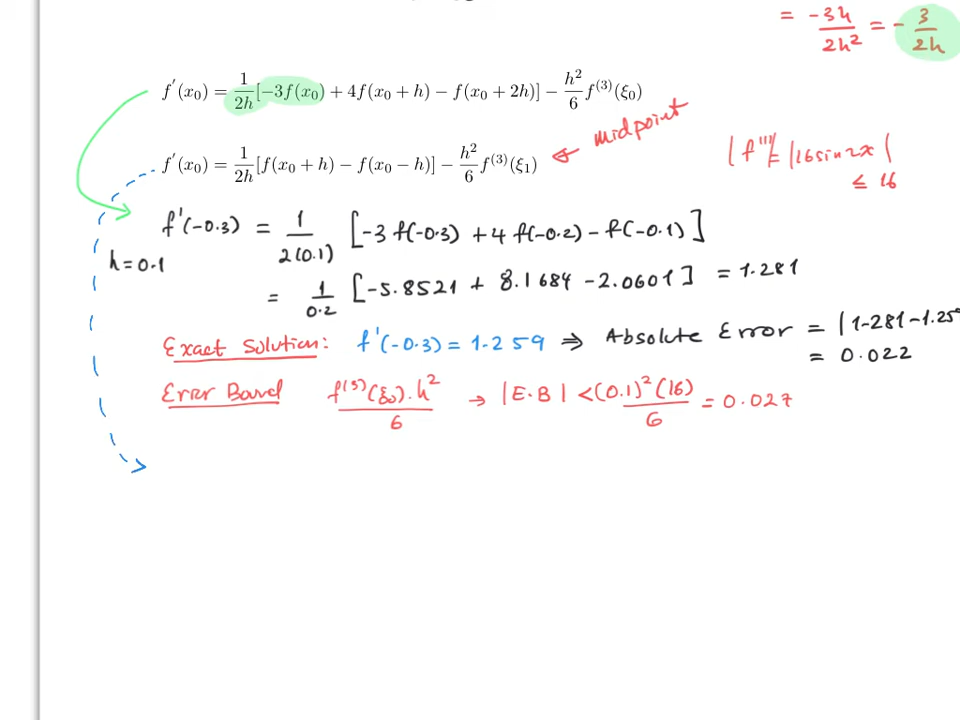 = -3h/2h² = - 3/2h
f'(x₀) = 1/2h [-3f(x₀) + 4f(x₀ + h) − f(x₀ + 2h)] − h²/6 f⁽³⁾(ξ₀)
midpoint
f'(x₀) = 1/2h [f(x₀ + h) − f(x₀ − h)] − h²/6 f⁽³⁾(ξ₁)
|f'''| = |16 sin 2x|
≤ 16
f'(-0.3) = 1/2(0.1) [-3 f(-0.3) + 4 f(-0.2) - f(-0.1)]
h = 0.1
= 1/0.2 [-5.8521 + 8.1684 - 2.0601] = 1.281
Exact Solution: f'(-0.3) = 1.259 ⇒ Absolute Error = |1.281-1.259
= 0.022
Error Bound f⁽³⁾(ξ₀).h²/6 → |E.B| < (0.1)²(16)/6 = 0.027